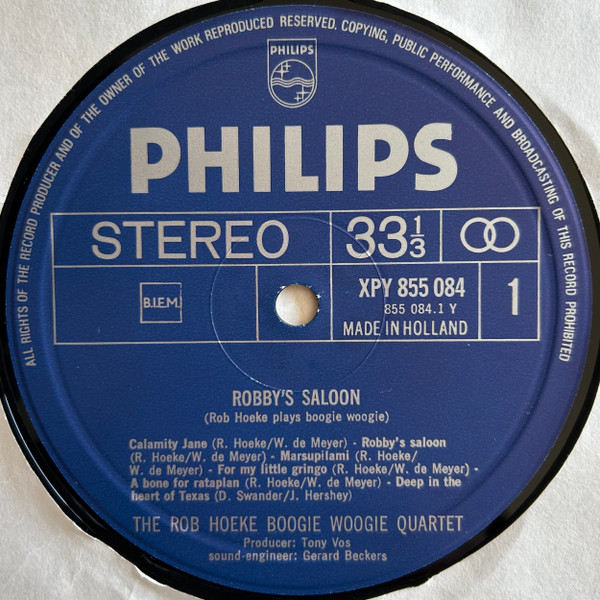 ALL RIGHTS OF THE RECORD PRODUCER AND OF THE OWNER OF THE WORK REPRODUCED RESERVED. COPYING, PUBLIC PERFORMANCE AND BROADCASTING OF THIS RECORD PROHIBITED
PHILIPS
PHILIPS
STEREO 33 1/3
B.I.E.M. XPY 855 084 1
855 084.1 Y
MADE IN HOLLAND
ROBBY'S SALOON
(Rob Hoeke plays boogie woogie)
Calamity Jane (R. Hoeke/W. de Meyer) - Robby's saloon
(R. Hoeke/W. de Meyer) - Marsupilami (R. Hoeke/
W. de Meyer) - For my little gringo (R. Hoeke/W. de Meyer) -
A bone for rataplan (R. Hoeke/W. de Meyer) - Deep in the
heart of Texas (D. Swander/J. Hershey)
THE ROB HOEKE BOOGIE WOOGIE QUARTET
Producer: Tony Vos
sound-engineer: Gerard Beckers